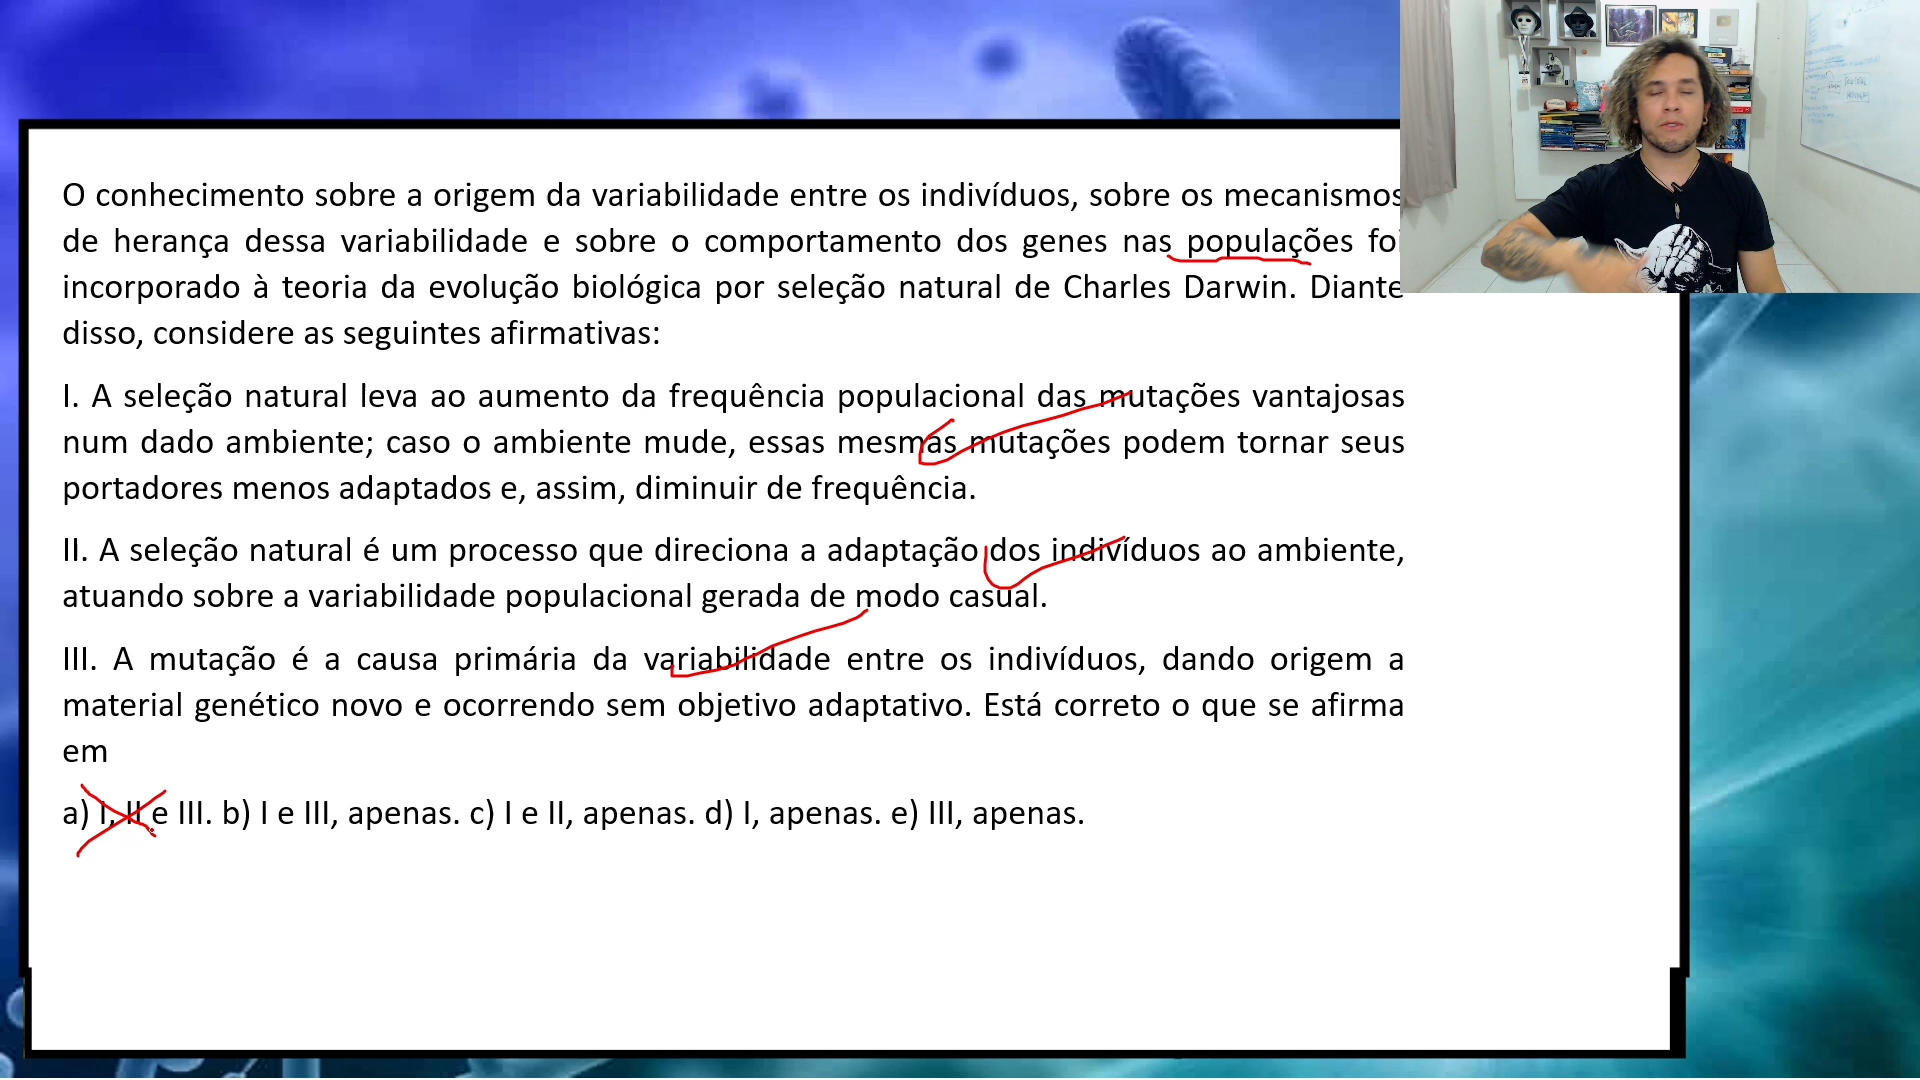 O conhecimento sobre a origem da variabilidade entre os indivíduos, sobre os mecanismos
de herança dessa variabilidade e sobre o comportamento dos genes nas populações foi
incorporado à teoria da evolução biológica por seleção natural de Charles Darwin. Diante
disso, considere as seguintes afirmativas:
I. A seleção natural leva ao aumento da frequência populacional das mutações vantajosas
num dado ambiente; caso o ambiente mude, essas mesmas mutações podem tornar seus
portadores menos adaptados e, assim, diminuir de frequência.
II. A seleção natural é um processo que direciona a adaptação dos indivíduos ao ambiente,
atuando sobre a variabilidade populacional gerada de modo casual.
III. A mutação é a causa primária da variabilidade entre os indivíduos, dando origem a
material genético novo e ocorrendo sem objetivo adaptativo. Está correto o que se afirma
em
a) I, II e III. b) I e III, apenas. c) I e II, apenas. d) I, apenas. e) III, apenas.